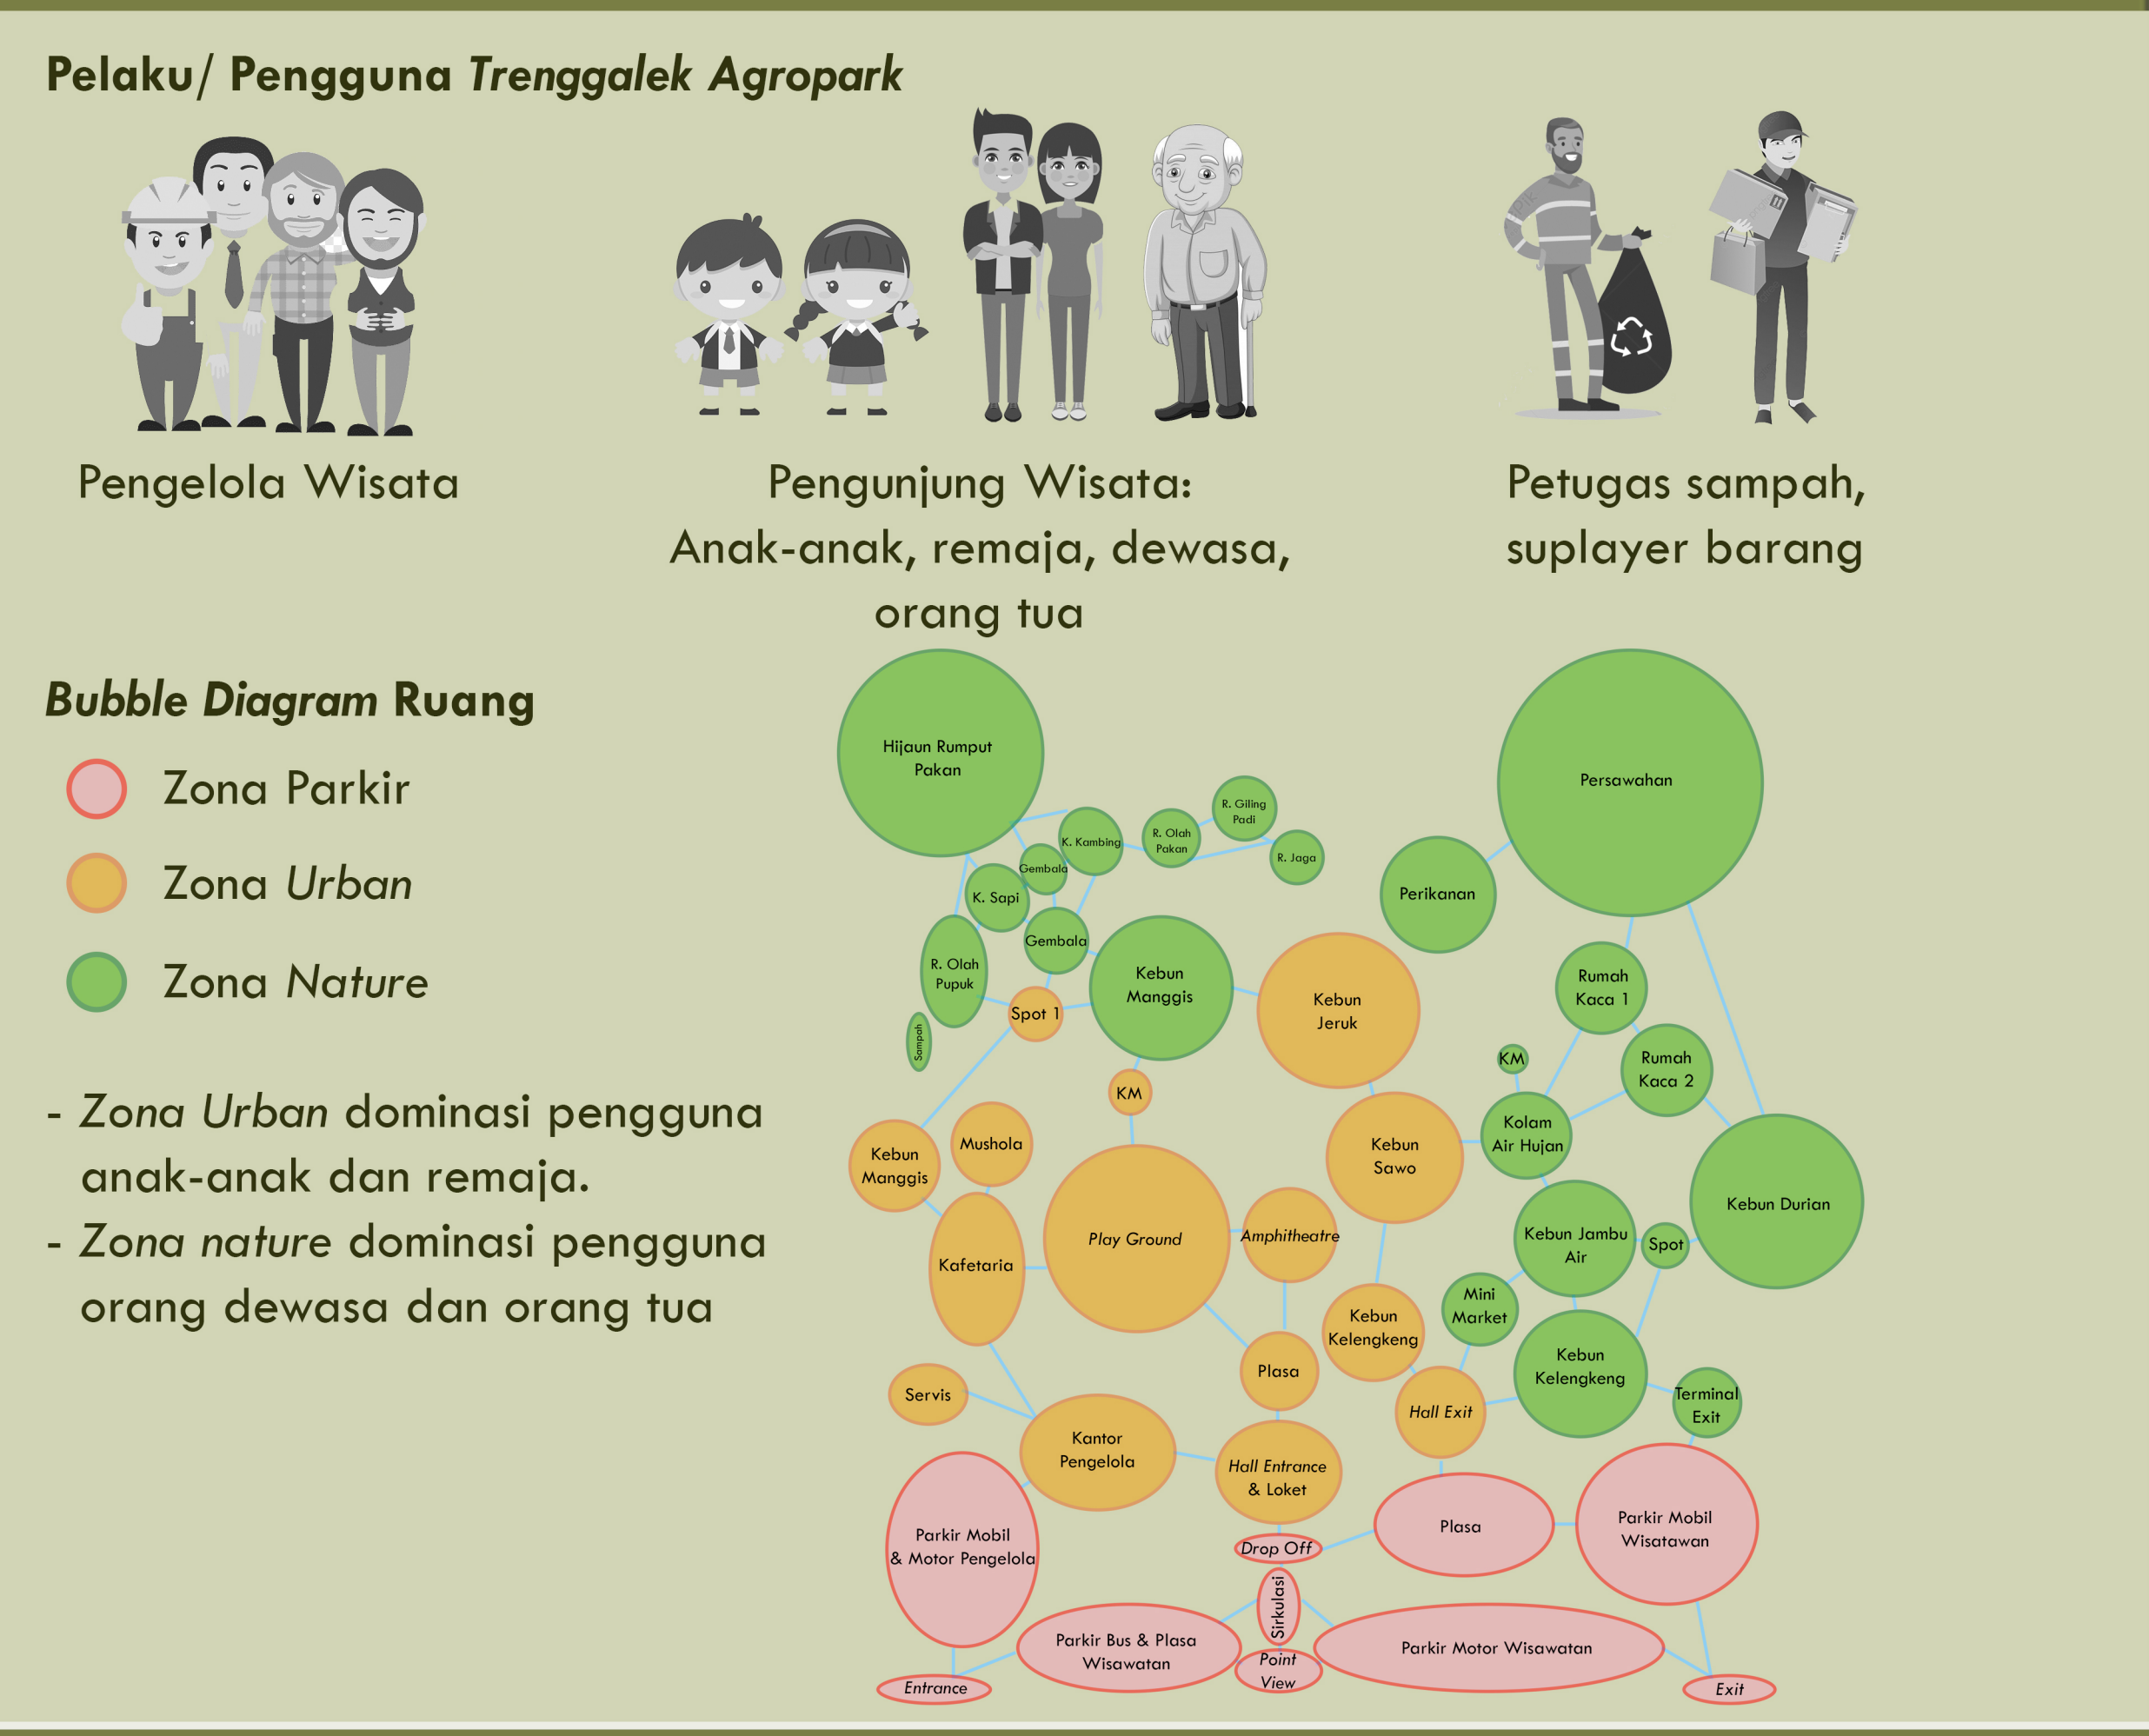 Pelaku/ Pengguna Trenggalek Agropark
Pengelola Wisata
Pengunjung Wisata:
Anak-anak, remaja, dewasa,
orang tua
Petugas sampah,
suplayer barang
Bubble Diagram Ruang
Zona Parkir
Zona Urban
Zona Nature
- Zona Urban dominasi pengguna
anak-anak dan remaja.
- Zona nature dominasi pengguna
orang dewasa dan orang tua
Hijaun Rumput
Pakan
Persawahan
R. Giling
Padi
R. Olah
Pakan
K. Kambing
R. Jaga
Gembala
K. Sapi
Perikanan
Gembala
R. Olah
Pupuk
Kebun
Manggis
Kebun
Jeruk
Rumah
Kaca 1
Spot 1
Sampah
KM
Rumah
Kaca 2
KM
Kolam
Air Hujan
Mushola
Kebun
Manggis
Kebun
Sawo
Kebun Durian
Play Ground
Amphitheatre
Kebun Jambu
Air
Spot
Kafetaria
Mini
Market
Kebun
Kelengkeng
Kebun
Kelengkeng
Plasa
Servis
Hall Exit
Terminal
Exit
Kantor
Pengelola
Hall Entrance
& Loket
Parkir Mobil
& Motor Pengelola
Drop Off
Plasa
Parkir Mobil
Wisatawan
Sirkulasi
Parkir Bus & Plasa
Wisawatan
Point
View
Parkir Motor Wisawatan
Entrance
Exit